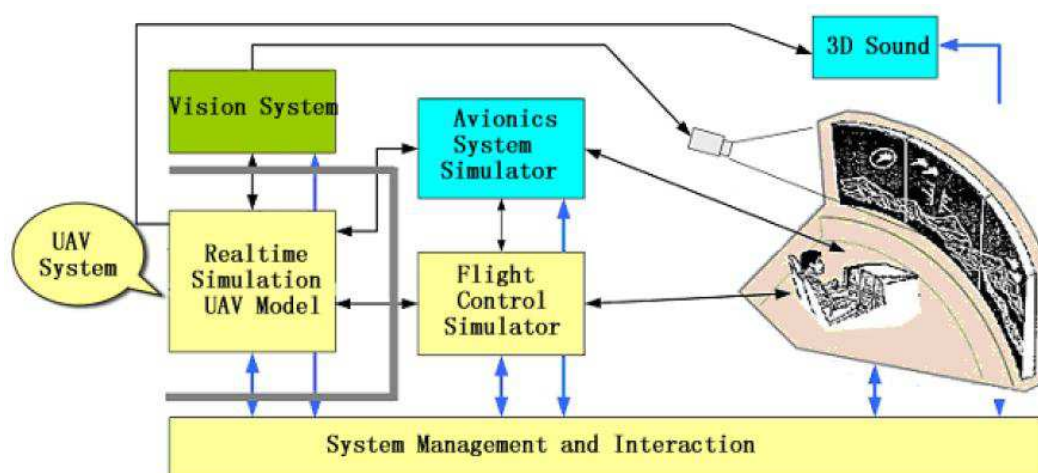 3D Sound
Vision System
Avionics
System
Simulator
UAV
System
Realtime
Simulation
UAV Model
Flight
Control
Simulator
System Management and Interaction